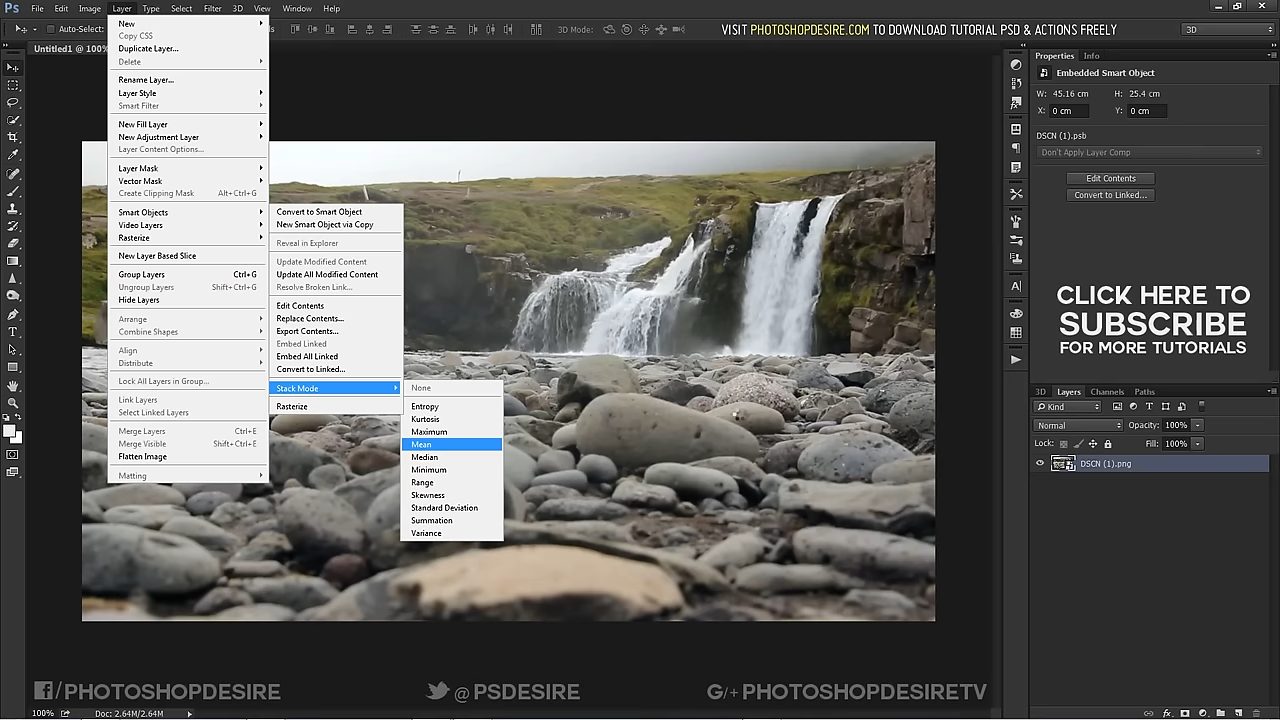 Ps File Edit Image Layer Type Select Filter 3D View Window Help
Auto-Select:
3D Mode:
VISIT PHOTOSHOPDESIRE.COM TO DOWNLOAD TUTORIAL PSD & ACTIONS FREELY
3D
Untitled1 @ 100%
New
Copy CSS
Duplicate Layer...
Delete
Rename Layer...
Layer Style
Smart Filter
New Fill Layer
New Adjustment Layer
Layer Content Options...
Layer Mask
Vector Mask
Create Clipping Mask Alt+Ctrl+G
Smart Objects
Video Layers
Rasterize
New Layer Based Slice
Group Layers Ctrl+G
Ungroup Layers Shift+Ctrl+G
Hide Layers
Arrange
Combine Shapes
Align
Distribute
Lock All Layers in Group...
Link Layers
Select Linked Layers
Merge Layers Ctrl+E
Merge Visible Shift+Ctrl+E
Flatten Image
Matting
Convert to Smart Object
New Smart Object via Copy
Reveal in Explorer
Update Modified Content
Update All Modified Content
Resolve Broken Link...
Edit Contents
Replace Contents...
Export Contents...
Embed Linked
Embed All Linked
Convert to Linked...
Stack Mode
Rasterize
None
Entropy
Kurtosis
Maximum
Mean
Median
Minimum
Range
Skewness
Standard Deviation
Summation
Variance
Properties Info
Embedded Smart Object
W: 45.16 cm H: 25.4 cm
X: 0 cm Y: 0 cm
DSCN (1).psb
Don't Apply Layer Comp
Edit Contents
Convert to Linked...
CLICK HERE TO
SUBSCRIBE
FOR MORE TUTORIALS
3D Layers Channels Paths
Kind
Normal Opacity: 100%
Lock: Fill: 100%
DSCN (1).png
f/PHOTOSHOPDESIRE
@PSDESIRE
G/+ PHOTOSHOPDESIRETV
100% Doc: 2.64M/2.64M